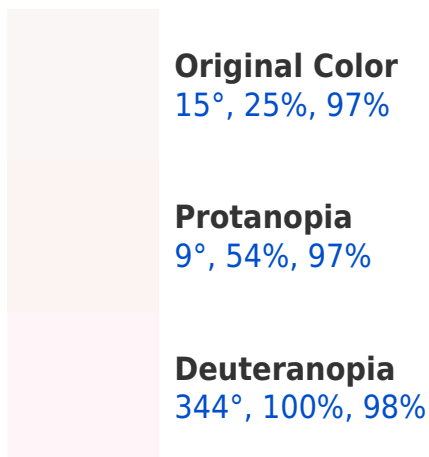 Original Color
15°, 25%, 97%
Protanopia
9°, 54%, 97%
Deuteranopia
344°, 100%, 98%